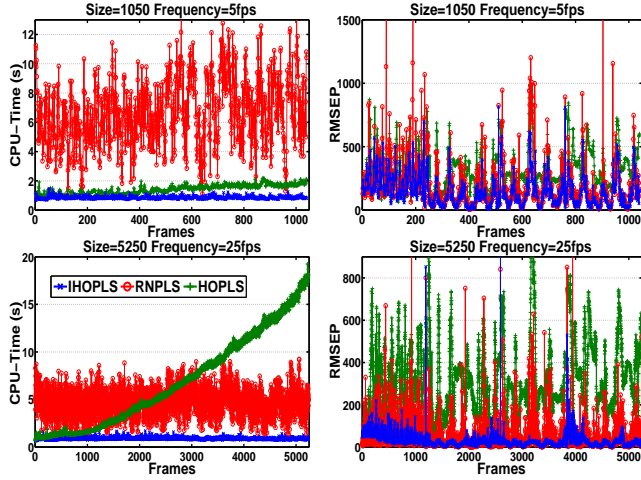 Size=1050 Frequency=5fps
CPU-Time (s)
12
10
8
6
4
2
0
0 200 400 600 800 1000
Frames
Size=1050 Frequency=5fps
RMSEP
1500
1000
500
0
0 200 400 600 800 1000
Frames
Size=5250 Frequency=25fps
CPU-Time (s)
20
15
10
5
0
IHOPLS RNPLS HOPLS
0 1000 2000 3000 4000 5000
Frames
Size=5250 Frequency=25fps
RMSEP
800
600
400
200
0
0 1000 2000 3000 4000 5000
Frames